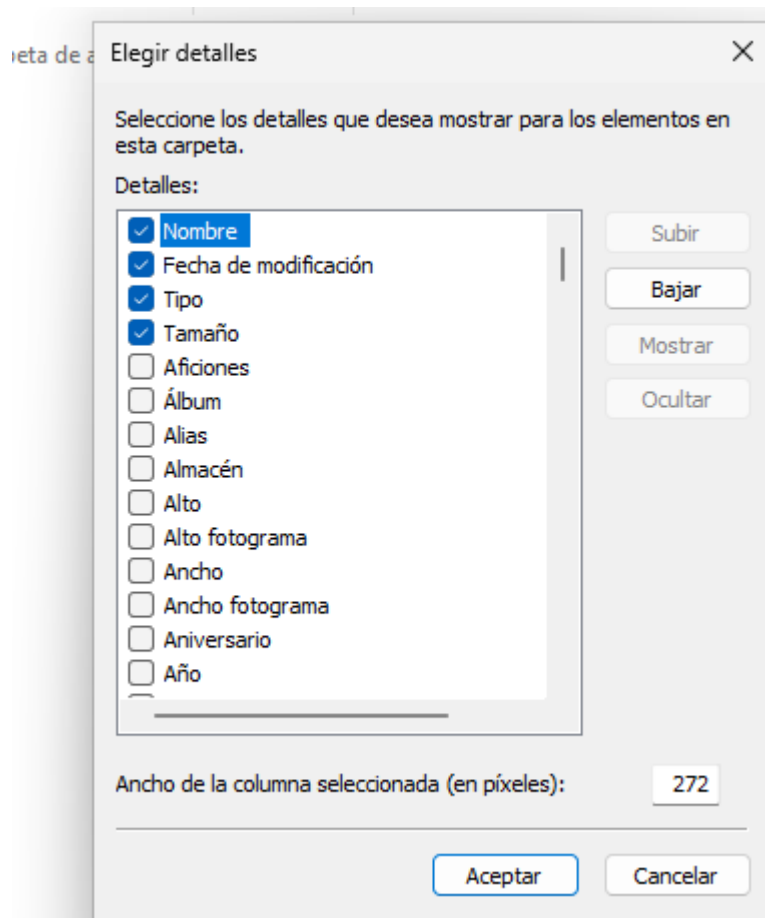 de a
Elegir detalles
Seleccione los detalles que desea mostrar para los elementos en
esta carpeta.
Detalles:
Nombre
Fecha de modificación
Tipo
Tamaño
Aficiones
Álbum
Alias
Almacén
Alto
Alto fotograma
Ancho
Ancho fotograma
Aniversario
Año
Subir
Bajar
Mostrar
Ocultar
Ancho de la columna seleccionada (en píxeles):
272
Aceptar
Cancelar